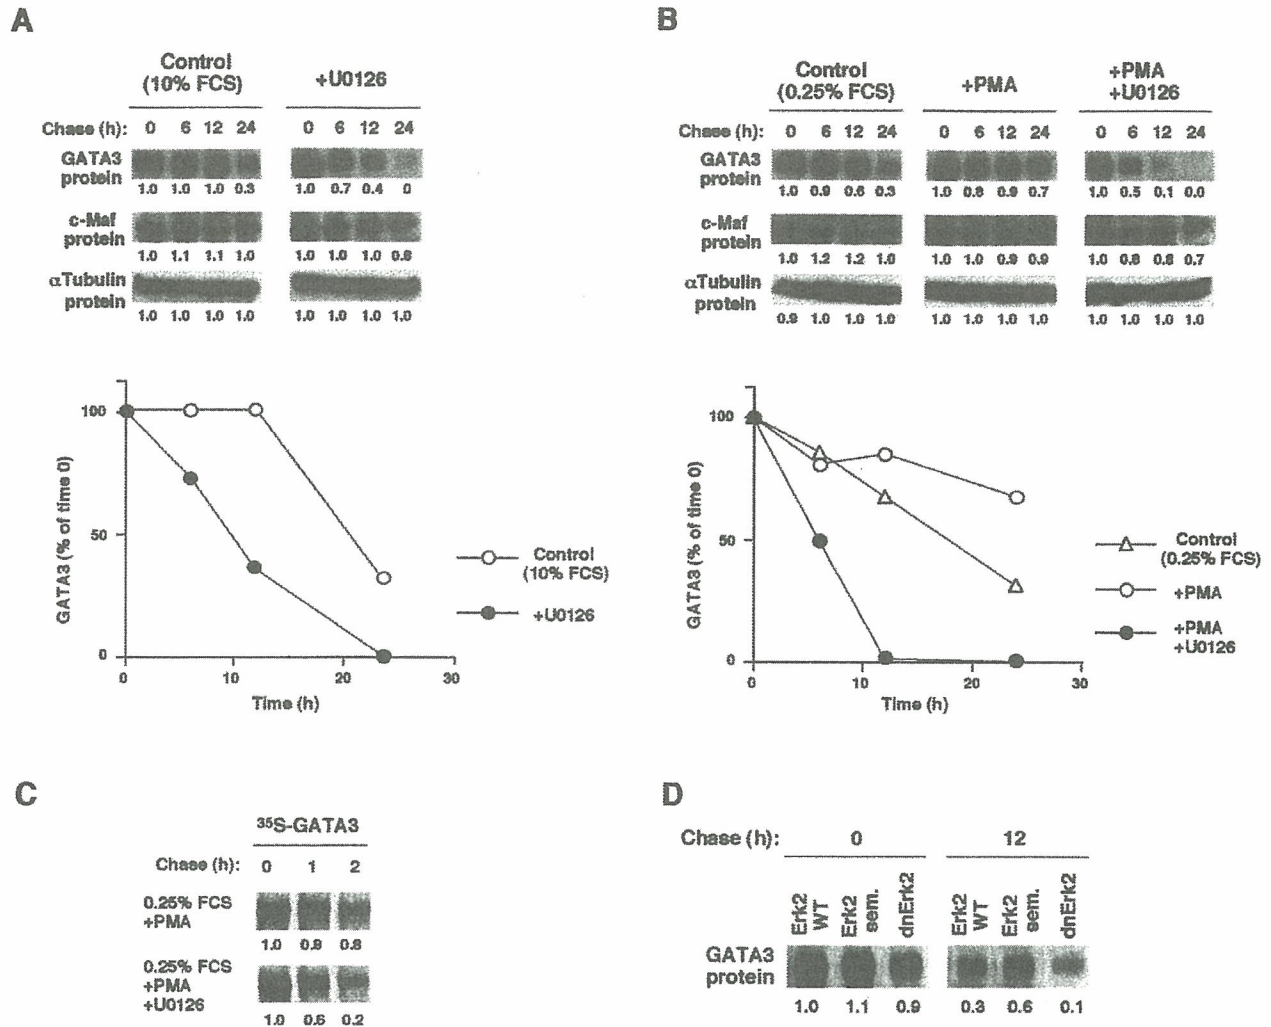 A
Control
(10% FCS)
+U0126
Chase (h): 0 6 12 24 0 6 12 24
GATA3
protein
1.0 1.0 1.0 0.3 1.0 0.7 0.4 0
c-Maf
protein
1.0 1.1 1.1 1.0 1.0 1.0 1.0 0.8
αTubulin
protein
1.0 1.0 1.0 1.0 1.0 1.0 1.0 1.0
100
50
0
GATA3 (% of time 0)
0 10 20 30
Time (h)
Control
(10% FCS)
+U0126
B
Control
(0.25% FCS)
+PMA
+PMA
+U0126
Chase (h): 0 6 12 24 0 6 12 24 0 6 12 24
GATA3
protein
1.0 0.9 0.6 0.3 1.0 0.8 0.9 0.7 1.0 0.5 0.1 0.0
c-Maf
protein
1.0 1.2 1.2 1.0 1.0 1.0 0.9 0.9 1.0 0.8 0.8 0.7
αTubulin
protein
0.9 1.0 1.0 1.0 1.0 1.0 1.0 1.0 1.0 1.0 1.0 1.0
100
50
0
GATA3 (% of time 0)
0 10 20 30
Time (h)
Control
(0.25% FCS)
+PMA
+PMA
+U0126
C
35S-GATA3
Chase (h): 0 1 2
0.25% FCS
+PMA
1.0 0.9 0.8
0.25% FCS
+PMA
+U0126
1.0 0.6 0.2
D
Chase (h): 0 12
Erk2
WT
Erk2
sem.
dnErk2
Erk2
WT
Erk2
sem.
dnErk2
GATA3
protein
1.0 1.1 0.9 0.3 0.6 0.1